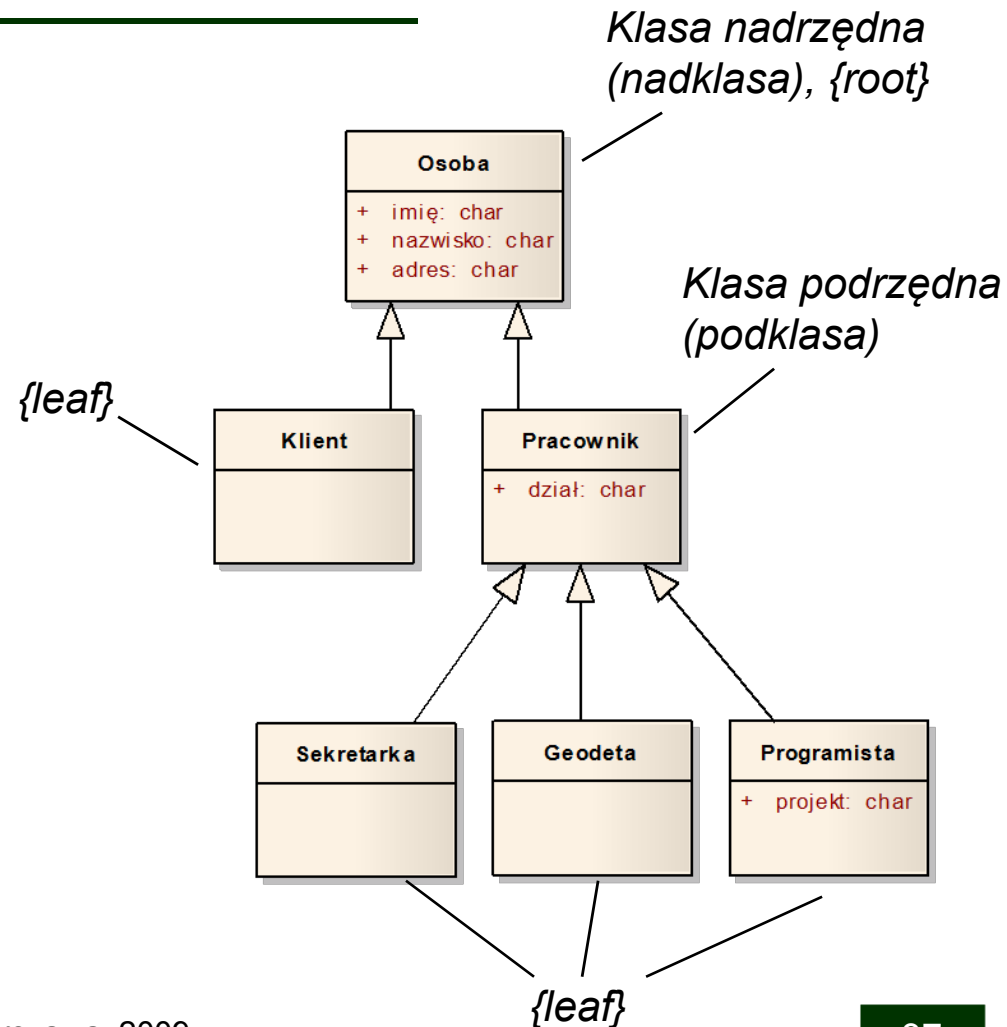 Klasa nadrzędna
(nadklasa), {root}
Osoba
+ imię: char
+ nazwisko: char
+ adres: char
Klasa podrzędna
(podklasa)
{leaf}
Klient
Pracownik
+ dział: char
Sekretarka
Geodeta
Programista
+ projekt: char
{leaf}
2009